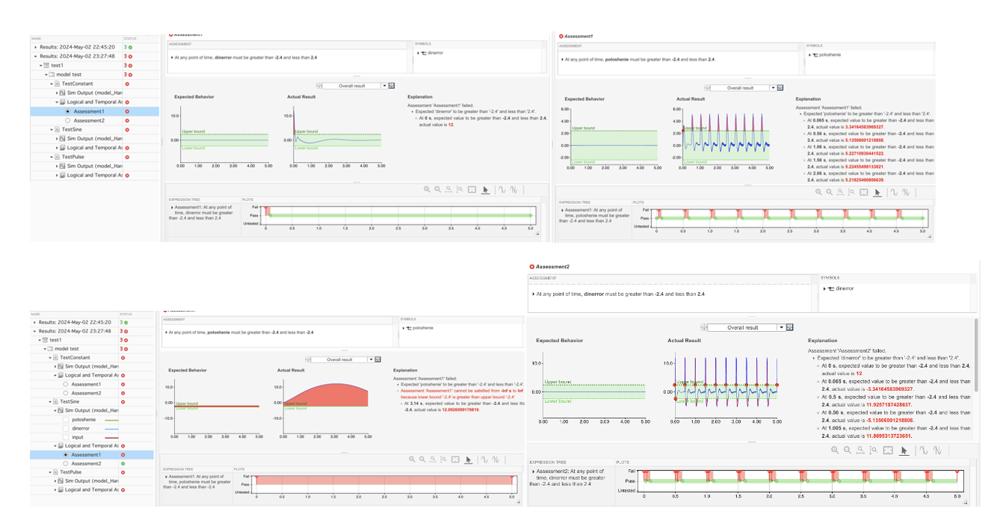 NAME STATUS
Results: 2024-May-02 22:45:20 3
Results: 2024-May-02 23:27:48 3
test1 3
model test 3
TestConstant
Sim Output (model_Har
Logical and Temporal As
Assessment1
Assessment2
TestSine
Sim Output (model_Har
Logical and Temporal As
TestPulse
Sim Output (model_Har
Logical and Temporal As
Assessment1
ASSESSMENT SYMBOLS
At any point of time, dinerror must be greater than -2.4 and less than 2.4
dinerror
Overall result
Expected Behavior Actual Result Explanation
Assessment 'Assessment1' failed.
Expected 'dinerror' to be greater than '-2.4' and less than '2.4'.
At 0 s, expected value to be greater than -2.4 and less than 2.4,
actual value is 12.
10.0
0.00
Upper bound
Lower bound
0.00 1.00 2.00 3.00 4.00 5.00
10.0
0.00
Upper bound
Lower bound
0.00 1.00 2.00 3.00 4.00 5.00
EXPRESSION TREE PLOTS
Assessment1: At any point of
time, dinerror must be greater
than -2.4 and less than 2.4
Fail
Pass
Untested
0 0.5 1.0 1.5 2.0 2.5 3.0 3.5 4.0 4.5 5.0
Assessment1
ASSESSMENT SYMBOLS
At any point of time, poloshenie must be greater than -2.4 and less than 2.4
poloshenie
Overall result
Expected Behavior Actual Result Explanation
Assessment 'Assessment1' failed.
Expected 'poloshenie' to be greater than '-2.4' and less than '2.4'.
At 0.065 s, expected value to be greater than -2.4 and less than
2.4, actual value is 3.34164583969327.
At 0.56 s, expected value to be greater than -2.4 and less than
2.4, actual value is 5.13506001218808.
At 1.06 s, expected value to be greater than -2.4 and less than
2.4, actual value is 5.22710930441522.
At 1.56 s, expected value to be greater than -2.4 and less than
2.4, actual value is 5.22455498133821.
At 2.06 s, expected value to be greater than -2.4 and less than
2.4, actual value is 5.21825490806639.
6.00
4.00
2.00
0.00
-2.00
Upper bound
Lower bound
0.00 1.00 2.00 3.00 4.00 5.00
6.00
4.00
2.00
0.00
-2.00
Upper bound
Lower bound
0.00 1.00 2.00 3.00 4.00 5.00
EXPRESSION TREE PLOTS
Assessment1: At any point of
time, poloshenie must be greater
than -2.4 and less than 2.4
Fail
Pass
Untested
0 0.5 1.0 1.5 2.0 2.5 3.0 3.5 4.0 4.5 5.0
NAME STATUS
Results: 2024-May-02 22:45:20 3
Results: 2024-May-02 23:27:48 3
test1 3
model test 3
TestConstant
Sim Output (model_Har
Logical and Temporal As
Assessment1
Assessment2
TestSine
Sim Output (model_Har
poloshenie
dinerror
input
Logical and Temporal As
Assessment1
Assessment2
TestPulse
Sim Output (model_Har
Logical and Temporal As
Assessment1
ASSESSMENT SYMBOLS
At any point of time, poloshenie must be greater than -2.4 and less than -2.4
poloshenie
Overall result
Expected Behavior Actual Result Explanation
Assessment 'Assessment1' failed.
Expected 'poloshenie' to be greater than '-2.4' and less than '-2.4'.
Assessment 'Assessment1' cannot be satisfied from -Inf s to Inf
because lower bound '-2.4' is greater than upper bound '-2.4'
At 3.14 s, expected value to be greater than -2.4 and less than
-2.4, actual value is 12.0926599178819.
10.0
0.00
-10.0
Upper bound
Lower bound
0.00 1.00 2.00 3.00 4.00 5.00
10.0
0.00
-10.0
Upper bound
Lower bound
0.00 1.00 2.00 3.00 4.00 5.00
EXPRESSION TREE PLOTS
Assessment1: At any point of
time, poloshenie must be greater
than -2.4 and less than -2.4
Fail
Pass
Untested
0 0.5 1.0 1.5 2.0 2.5 3.0 3.5 4.0 4.5 5.0
Assessment2
ASSESSMENT SYMBOLS
At any point of time, dinerror must be greater than -2.4 and less than 2.4
dinerror
Overall result
Expected Behavior Actual Result Explanation
Assessment 'Assessment2' failed.
Expected 'dinerror' to be greater than '-2.4' and less than '2.4'.
At 0 s, expected value to be greater than -2.4 and less than 2.4,
actual value is 12.
At 0.065 s, expected value to be greater than -2.4 and less than
2.4, actual value is -3.34164583969327.
At 0.5 s, expected value to be greater than -2.4 and less than
2.4, actual value is 11.9257187428637.
At 0.56 s, expected value to be greater than -2.4 and less than
2.4, actual value is -5.13506001218808.
At 1.005 s, expected value to be greater than -2.4 and less than
2.4, actual value is 11.8695313723651.
10.0
0.00
Upper bound
Lower bound
0.00 1.00 2.00 3.00 4.00 5.00
10.0
0.00
Upper bound
Lower bound
0.00 1.00 2.00 3.00 4.00 5.00
EXPRESSION TREE PLOTS
Assessment2: At any point of
time, dinerror must be greater
than -2.4 and less than 2.4
Fail
Pass
Untested
0 0.5 1.0 1.5 2.0 2.5 3.0 3.5 4.0 4.5 5.0